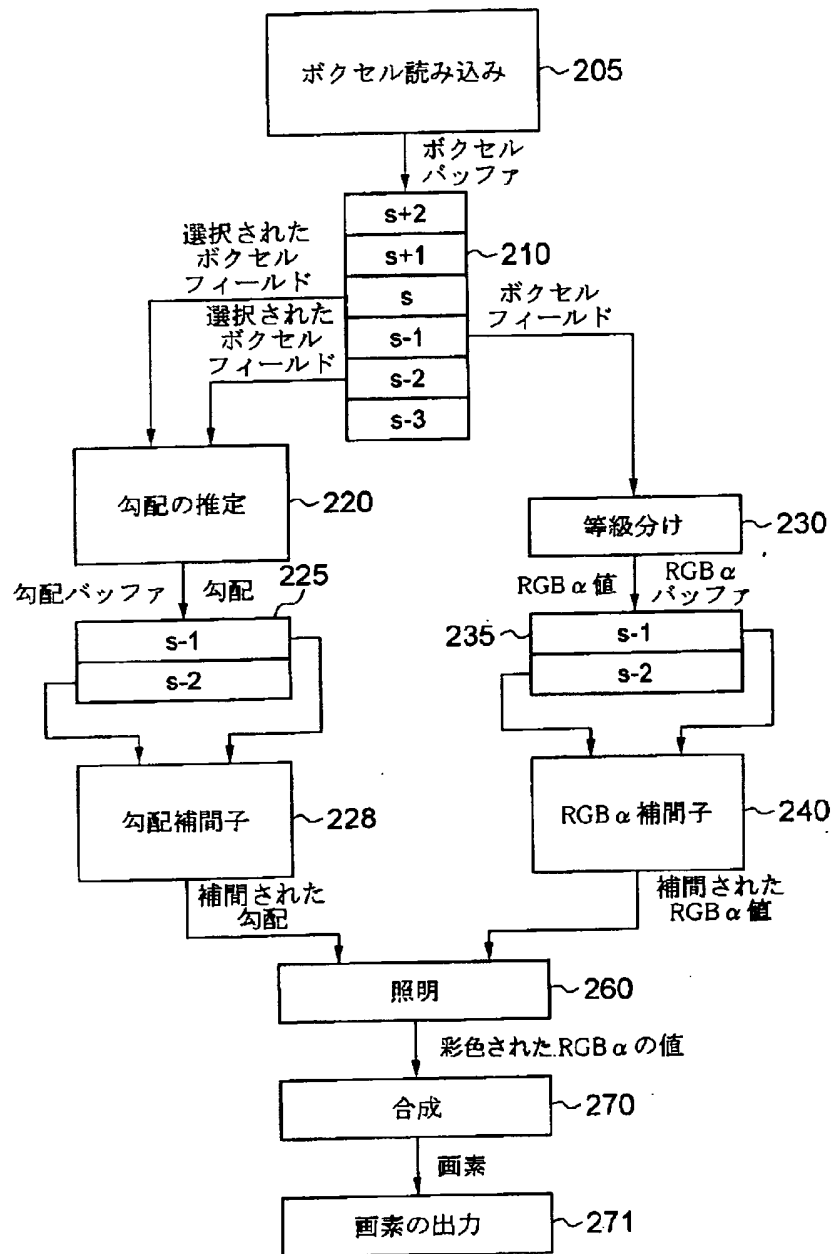 ボクセル読み込み
205
ボクセル
バッファ
s+2
s+1
s
s-1
s-2
s-3
210
選択された
ボクセル
フィールド
選択された
ボクセル
フィールド
ボクセル
フィールド
勾配の推定
220
等級分け
230
勾配バッファ
勾配
225
s-1
s-2
RGBα値
RGBα
バッファ
235
s-1
s-2
勾配補間子
228
RGBα補間子
240
補間された
勾配
補間された
RGBα値
照明
260
彩色されたRGBαの値
合成
270
画素
画素の出力
271